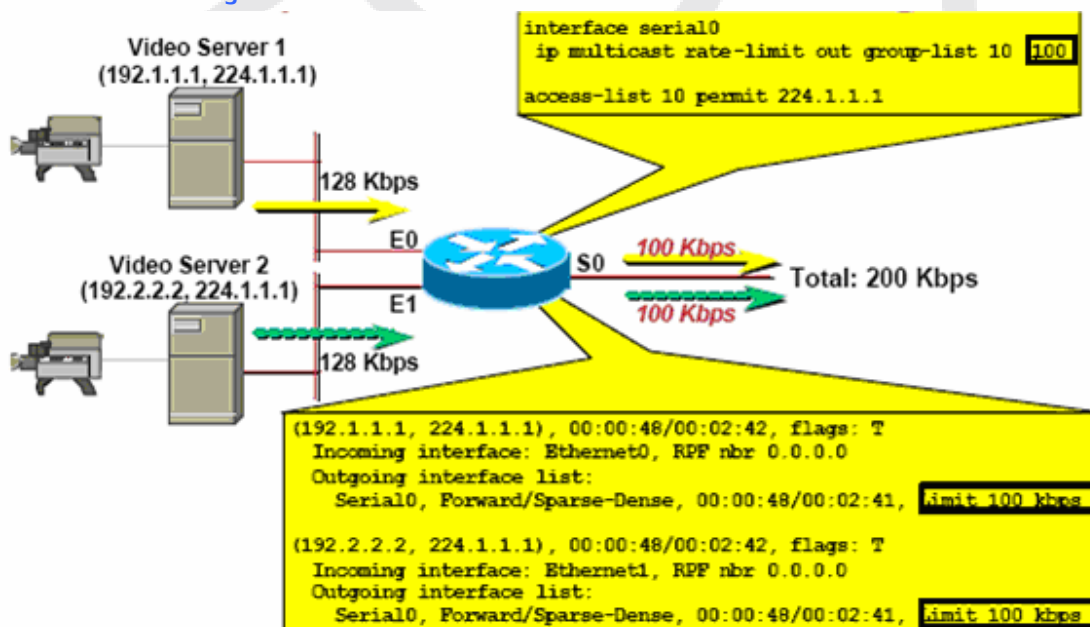 interface serial0
ip multicast rate-limit out group-list 10 100
access-list 10 permit 224.1.1.1
Video Server 1
(192.1.1.1, 224.1.1.1)
128 Kbps
E0
Video Server 2
(192.2.2.2, 224.1.1.1)
E1
128 Kbps
S0
100 Kbps
100 Kbps
Total: 200 Kbps
(192.1.1.1, 224.1.1.1), 00:00:48/00:02:42, flags: T
Incoming interface: Ethernet0, RPF nbr 0.0.0.0
Outgoing interface list:
Serial0, Forward/Sparse-Dense, 00:00:48/00:02:41, Limit 100 kbps
(192.2.2.2, 224.1.1.1), 00:00:48/00:02:42, flags: T
Incoming interface: Ethernet1, RPF nbr 0.0.0.0
Outgoing interface list:
Serial0, Forward/Sparse-Dense, 00:00:48/00:02:41, Limit 100 kbps